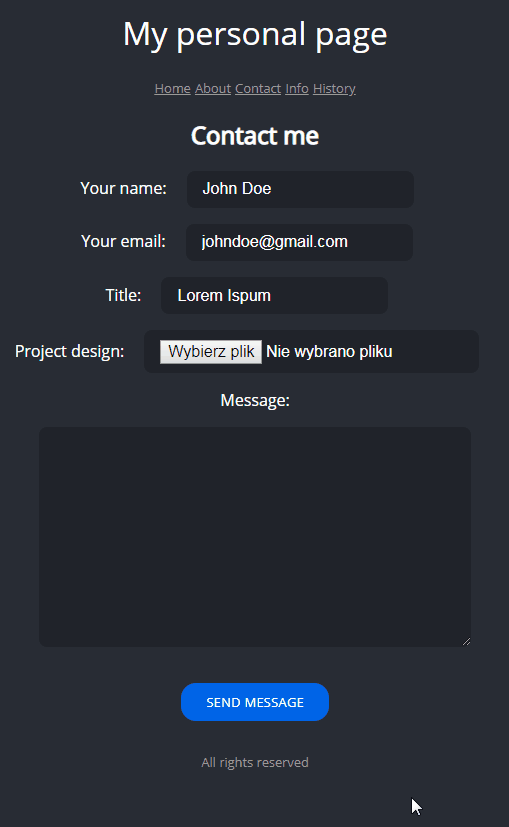 My personal page
Home About Contact Info History
Contact me
Your name: John Doe
Your email: johndoe@gmail.com
Title: Lorem Ispum
Project design: Wybierz plik Nie wybrano pliku
Message:
SEND MESSAGE
All rights reserved